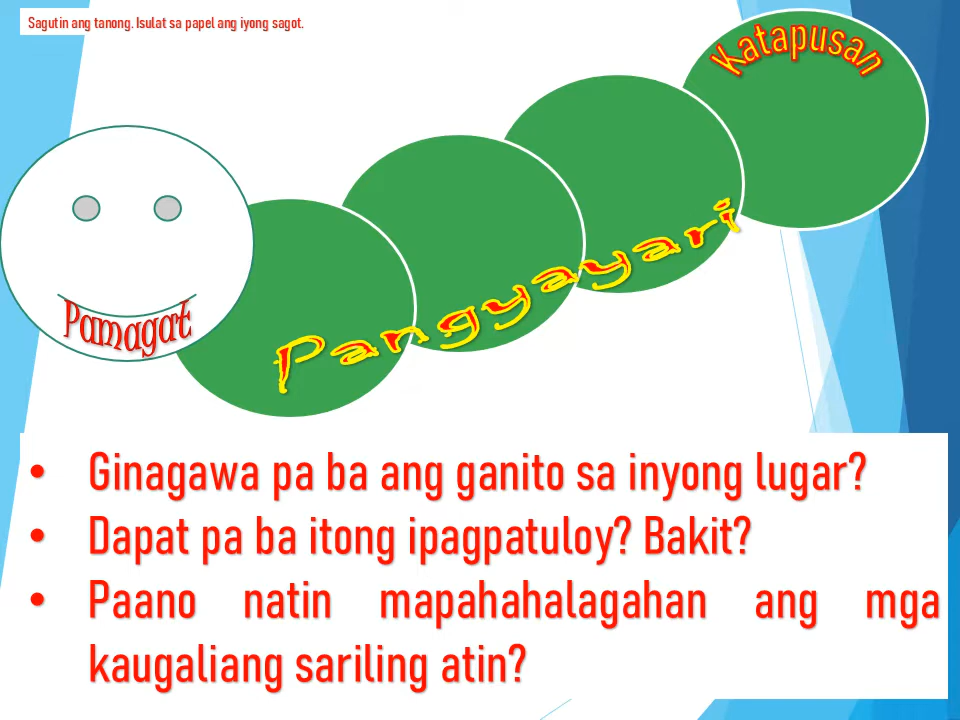 Sagutin ang tanong. Isulat sa papel ang iyong sagot.
Katapusan
Pamagat
Pangyayari
• Ginagawa pa ba ang ganito sa inyong lugar?
• Dapat pa ba itong ipagpatuloy? Bakit?
• Paano natin mapahahalagahan ang mga
kaugaliang sariling atin?